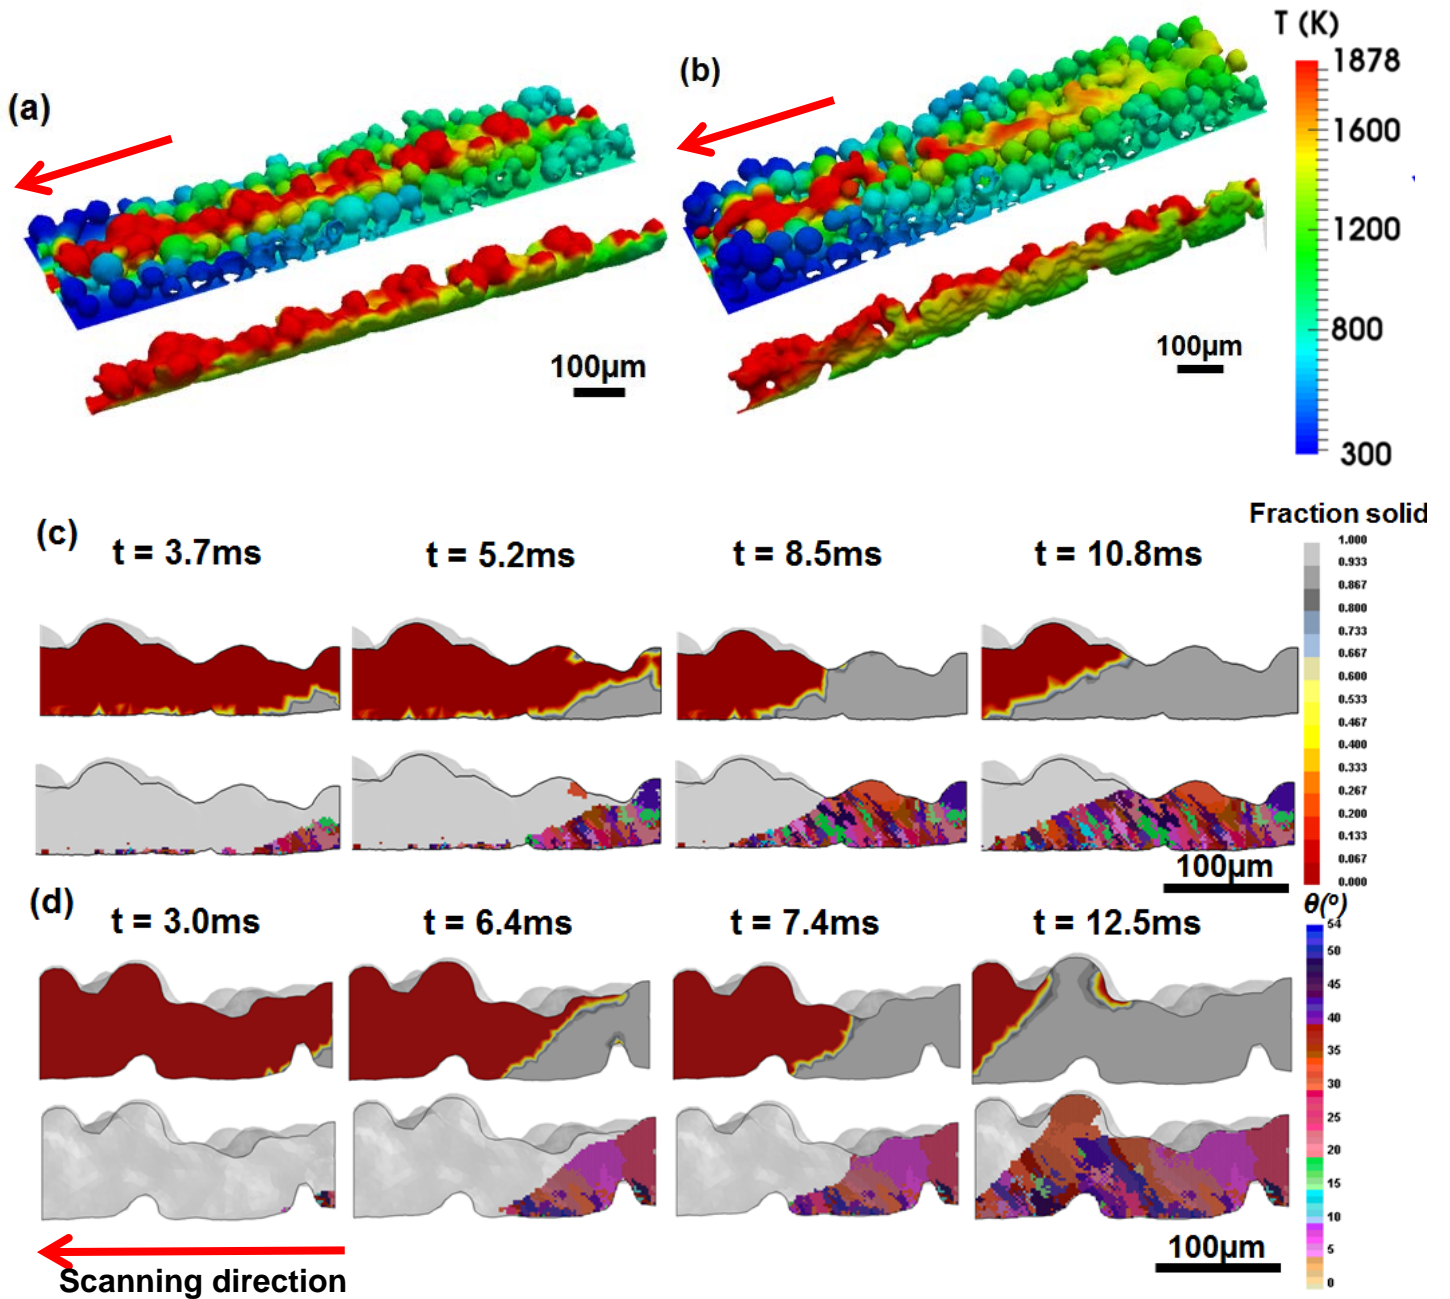 T (K)
(a)
(b)
1878
1600
1200
800
300
100µm
100µm
(c)
Fraction solid
t = 3.7ms
t = 5.2ms
t = 8.5ms
t = 10.8ms
1.000
0.933
0.867
0.800
0.733
0.667
0.600
0.533
0.467
0.400
0.333
0.267
0.200
0.133
0.067
0.000
100µm
(d)
t = 3.0ms
t = 6.4ms
t = 7.4ms
t = 12.5ms
θ(º)
54
50
45
40
35
30
25
20
15
10
5
0
100µm
Scanning direction